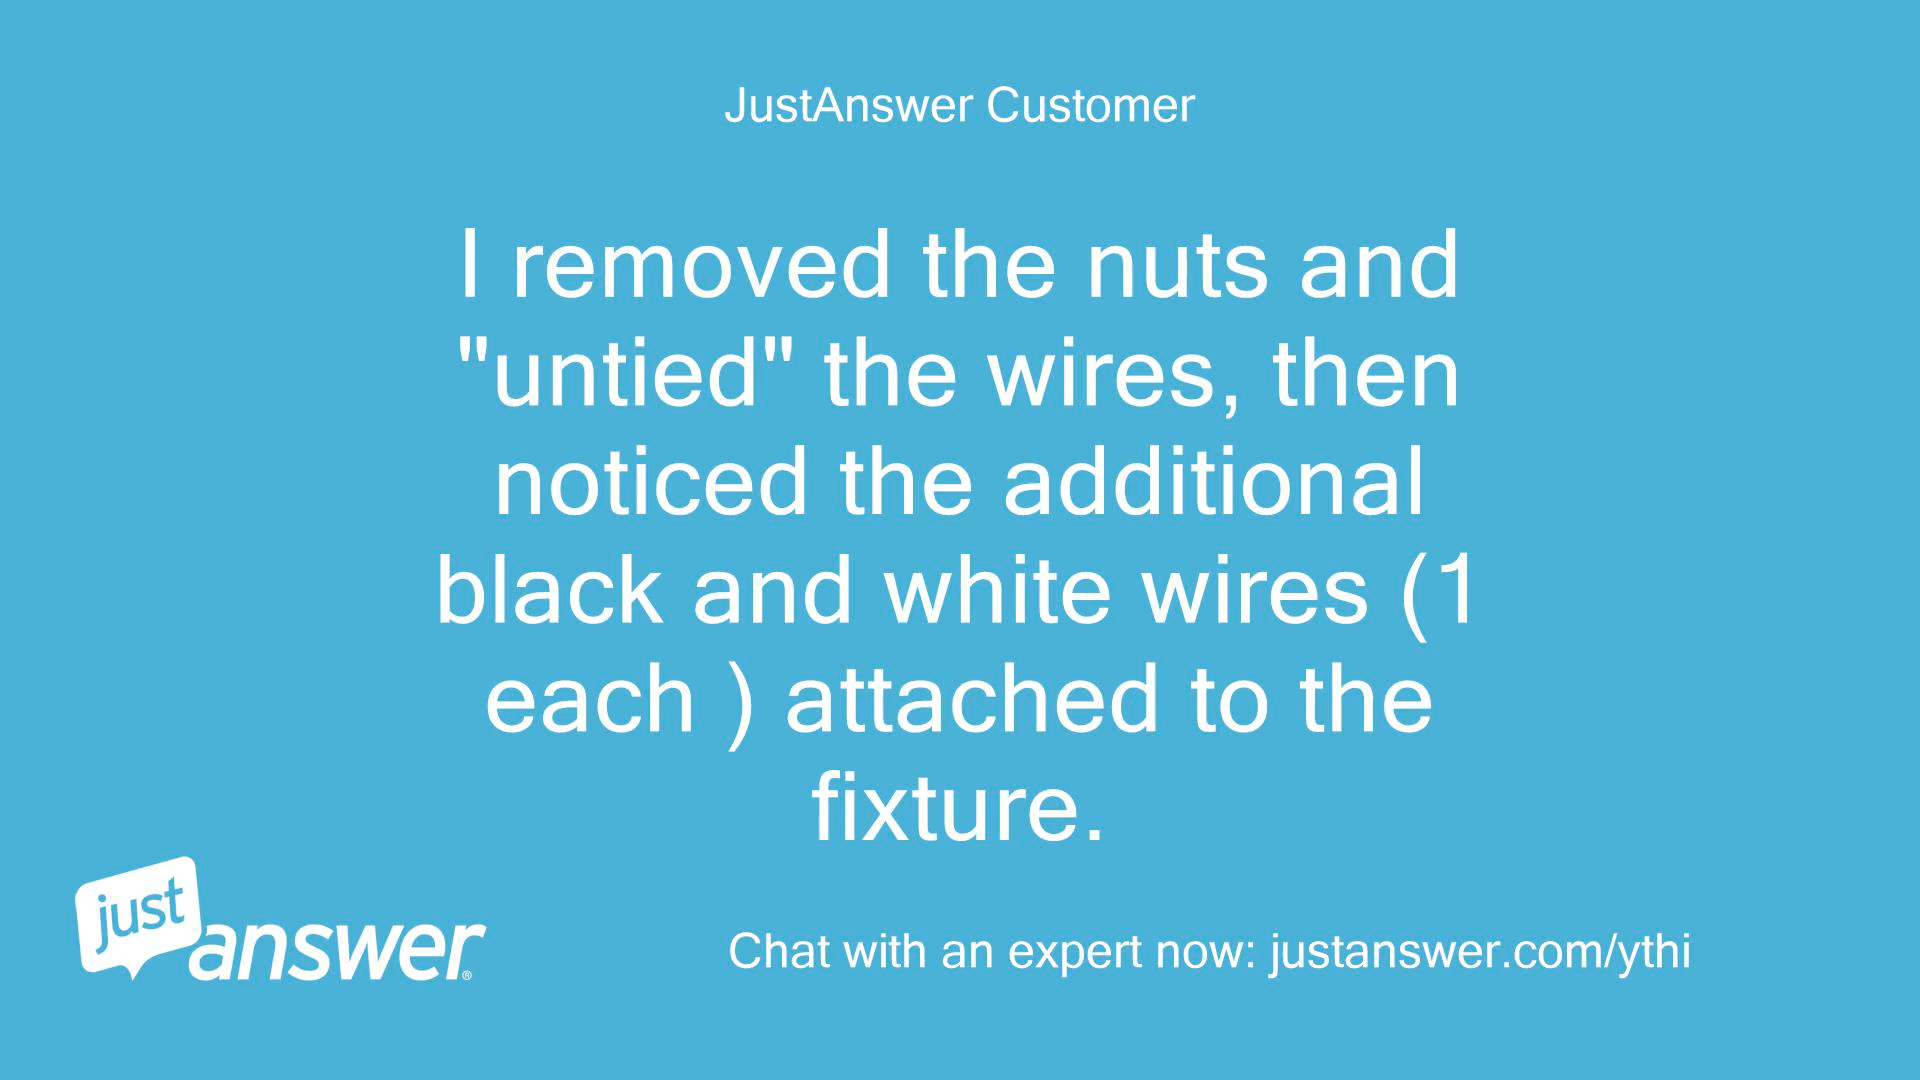 JustAnswer Customer
I removed the nuts and
"untied" the wires, then
noticed the additional
black and white wires (1
each ) attached to the
fixture.
just
answer®
Chat with an expert now: justanswer.com/ythi